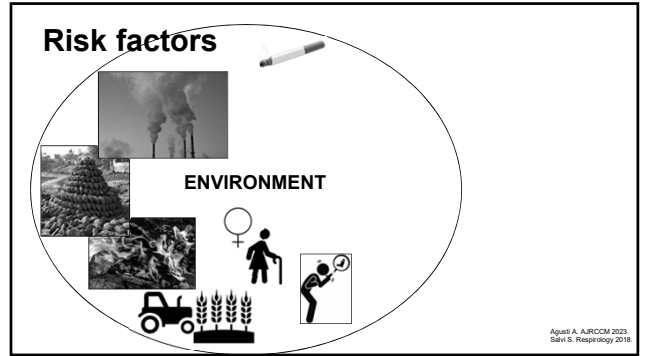 Risk factors
ENVIRONMENT
Agusti A. AJRCCM 2023.
Salvi S. Respirology 2018.